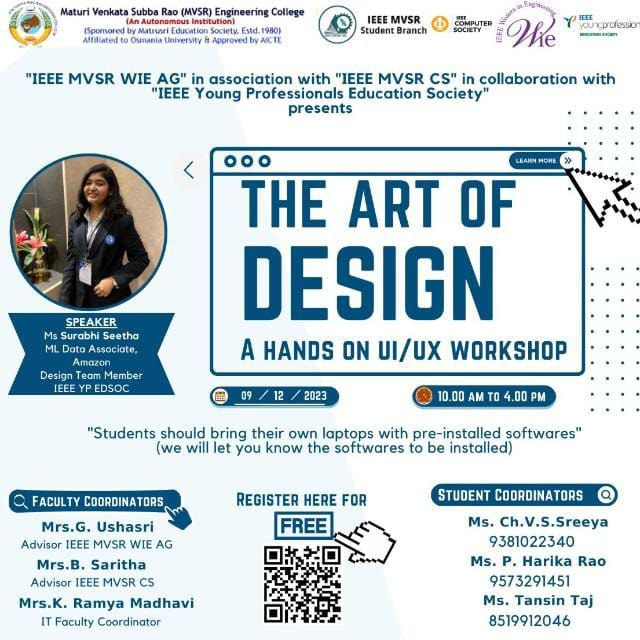 Maturi Venkata Subba Rao (MVSR) Engineering College
(An Autonomous Institution)
(Sponsored by Matrusri Education Society, Estd.1980)
Affiliated to Osmania University & Approved by AICTE
IEEE MVSR
Student Branch
IEEE
COMPUTER
SOCIETY
IEEE Women in Engineering
WIE
IEEE
youngprofessionals
EDUCATION SOCIETY
"IEEE MVSR WIE AG" in association with "IEEE MVSR CS" in collaboration with
"IEEE Young Professionals Education Society"
presents
LEARN MORE
THE ART OF
DESIGN
A HANDS ON UI/UX WORKSHOP
SPEAKER
Ms Surabhi Seetha
ML Data Associate,
Amazon
Design Team Member
IEEE YP EDSOC
09 / 12 / 2023
10.00 AM TO 4.00 PM
"Students should bring their own laptops with pre-installed softwares"
(we will let you know the softwares to be installed)
FACULTY COORDINATORS
Mrs.G. Ushasri
Advisor IEEE MVSR WIE AG
Mrs.B. Saritha
Advisor IEEE MVSR CS
Mrs.K. Ramya Madhavi
IT Faculty Coordinator
REGISTER HERE FOR
FREE
STUDENT COORDINATORS
Ms. Ch.V.S.Sreeya
9381022340
Ms. P. Harika Rao
9573291451
Ms. Tansin Taj
8519912046